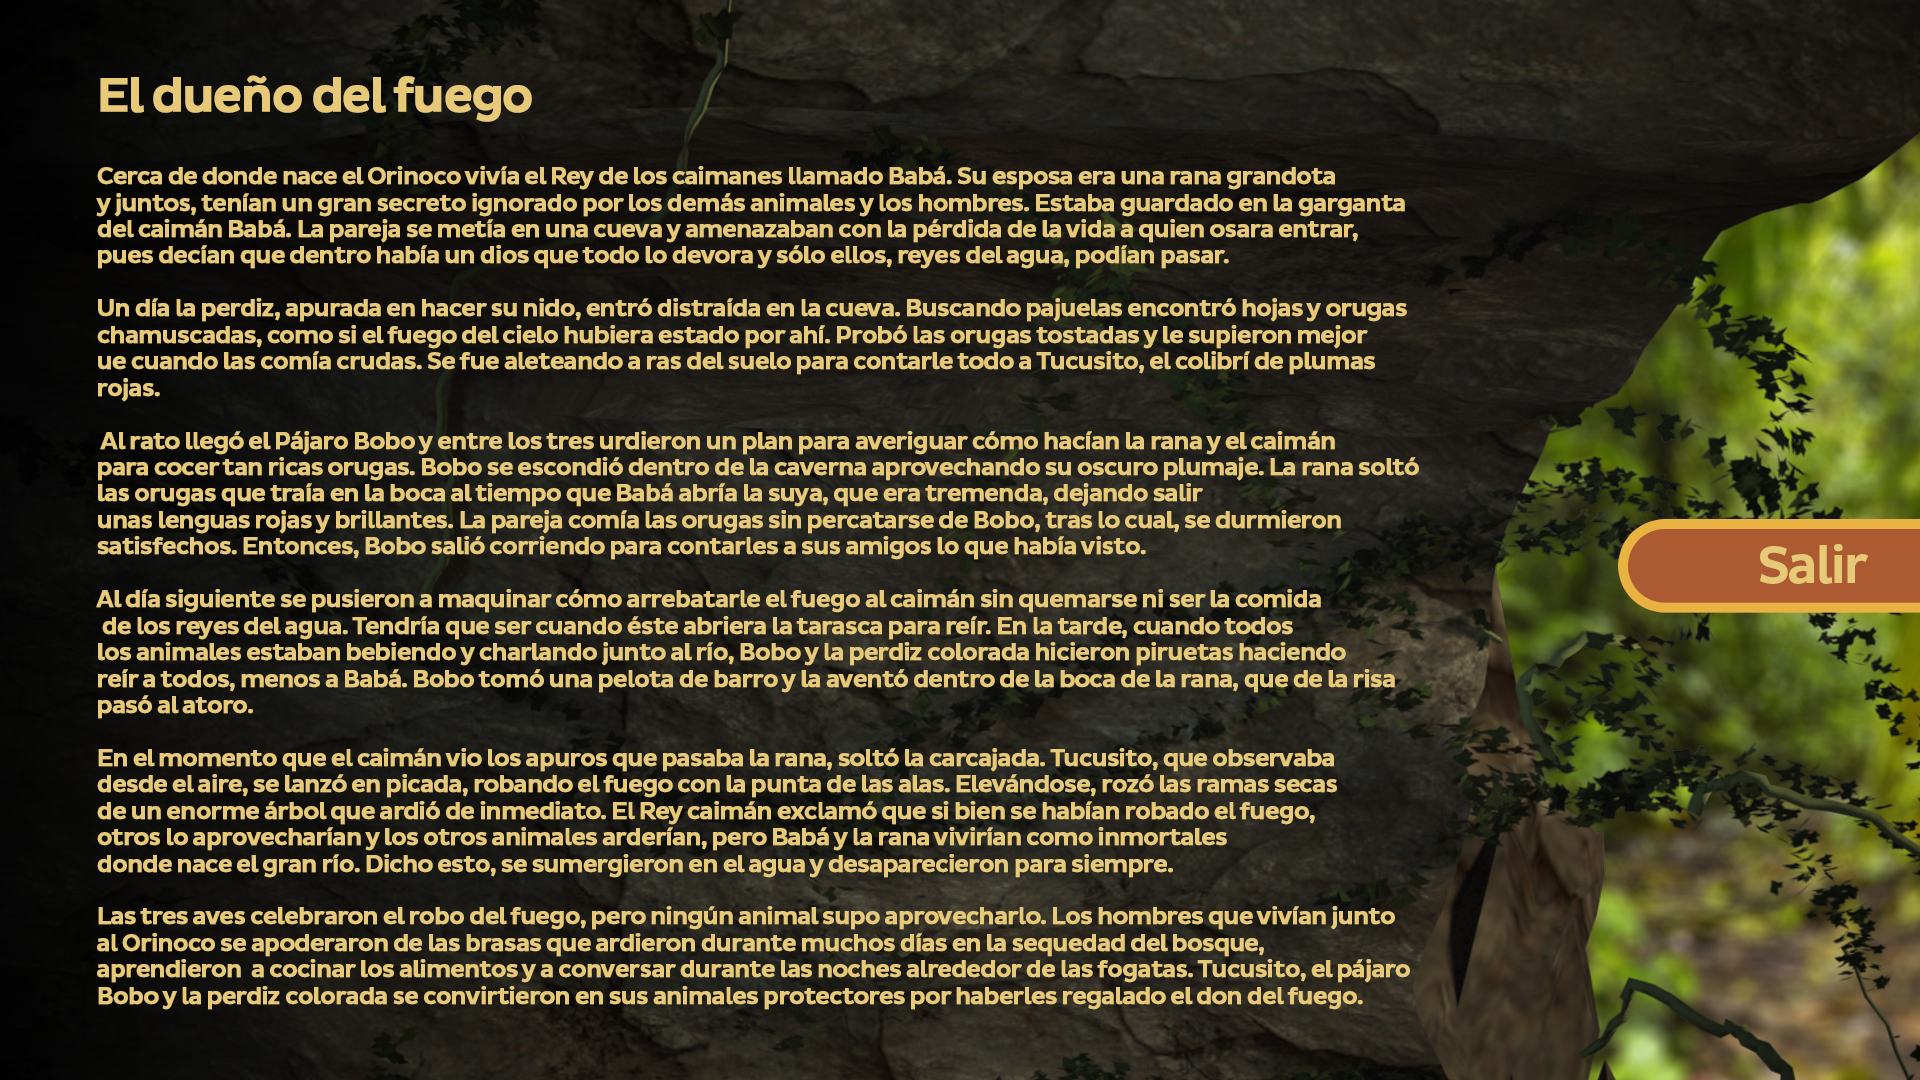 El dueño del fuego
Cerca de donde nace el Orinoco vivía el Rey de los caimanes llamado Babá. Su esposa era una rana grandota
y juntos, tenían un gran secreto ignorado por los demás animales y los hombres. Estaba guardado en la garganta
del caimán Babá. La pareja se metía en una cueva y amenazaban con la pérdida de la vida a quien osara entrar,
pues decían que dentro había un dios que todo lo devora y sólo ellos, reyes del agua, podían pasar.
Un día la perdiz, apurada en hacer su nido, entró distraída en la cueva. Buscando pajuelas encontró hojas y orugas
chamuscadas, como si el fuego del cielo hubiera estado por ahí. Probó las orugas tostadas y le supieron mejor
ue cuando las comía crudas. Se fue aleteando a ras del suelo para contarle todo a Tucusito, el colibrí de plumas
rojas.
Al rato llegó el Pájaro Bobo y entre los tres urdieron un plan para averiguar cómo hacían la rana y el caimán
para cocer tan ricas orugas. Bobo se escondió dentro de la caverna aprovechando su oscuro plumaje. La rana soltó
las orugas que traía en la boca al tiempo que Babá abría la suya, que era tremenda, dejando salir
unas lenguas rojas y brillantes. La pareja comía las orugas sin percatarse de Bobo, tras lo cual, se durmieron
satisfechos. Entonces, Bobo salió corriendo para contarles a sus amigos lo que había visto.
Al día siguiente se pusieron a maquinar cómo arrebatarle el fuego al caimán sin quemarse ni ser la comida
de los reyes del agua. Tendría que ser cuando éste abriera la tarasca para reír. En la tarde, cuando todos
los animales estaban bebiendo y charlando junto al río, Bobo y la perdiz colorada hicieron piruetas haciendo
reír a todos, menos a Babá. Bobo tomó una pelota de barro y la aventó dentro de la boca de la rana, que de la risa
pasó al atoro.
En el momento que el caimán vio los apuros que pasaba la rana, soltó la carcajada. Tucusito, que observaba
desde el aire, se lanzó en picada, robando el fuego con la punta de las alas. Elevándose, rozó las ramas secas
de un enorme árbol que ardió de inmediato. El Rey caimán exclamó que si bien se habían robado el fuego,
otros lo aprovecharían y los otros animales arderían, pero Babá y la rana vivirían como inmortales
donde nace el gran río. Dicho esto, se sumergieron en el agua y desaparecieron para siempre.
Las tres aves celebraron el robo del fuego, pero ningún animal supo aprovecharlo. Los hombres que vivían junto
al Orinoco se apoderaron de las brasas que ardieron durante muchos días en la sequedad del bosque,
aprendieron  a cocinar los alimentos y a conversar durante las noches alrededor de las fogatas. Tucusito, el pájaro
Bobo y la perdiz colorada se convirtieron en sus animales protectores por haberles regalado el don del fuego.
Salir